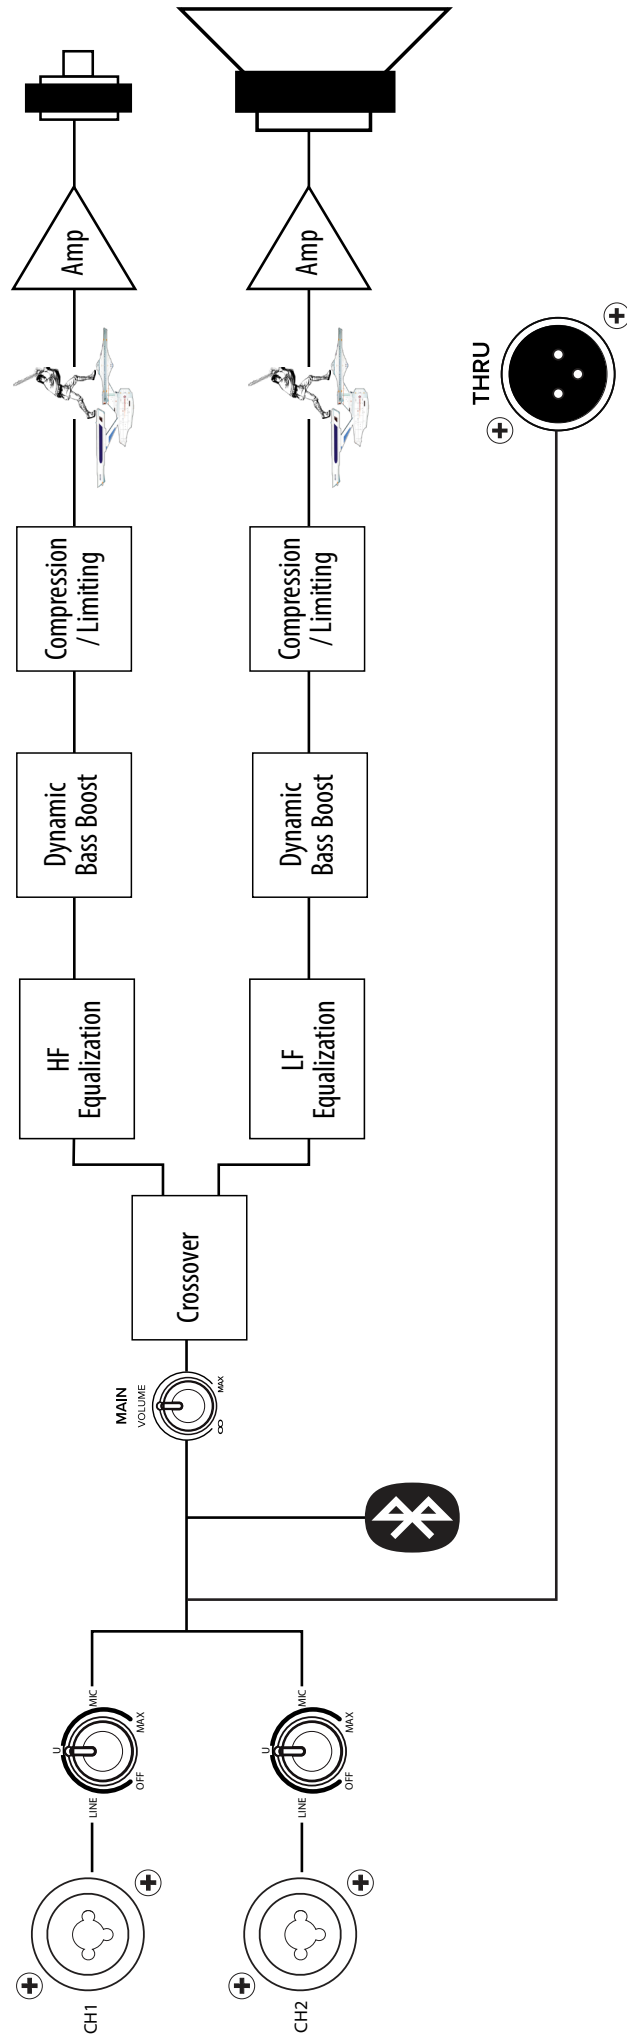 CH1
LINE
U
OFF
MAX
MIC
CH2
LINE
U
OFF
MAX
MIC
MAIN
VOLUME
∞
MAX
Crossover
HF
Equalization
Dynamic
Bass Boost
Compression
/ Limiting
Amp
LF
Equalization
Dynamic
Bass Boost
Compression
/ Limiting
Amp
THRU